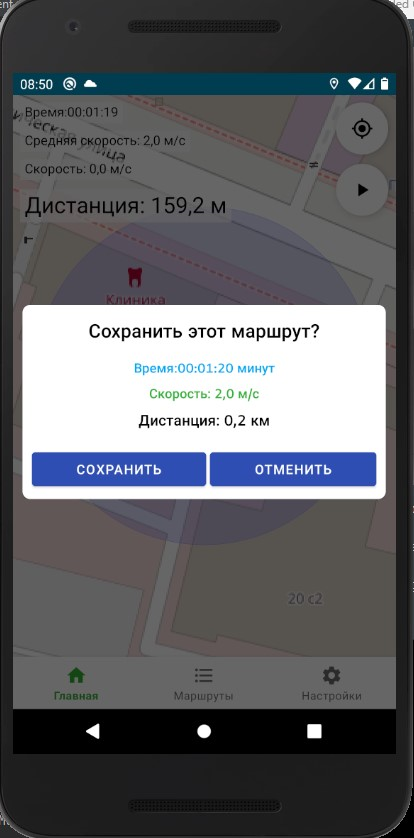 08:50
Время:00:01:19
Средняя скорость: 2,0 м/с
Скорость: 0,0 м/с
Дистанция: 159,2 м
Клиника
Сохранить этот маршрут?
Время:00:01:20 минут
Скорость: 2,0 м/с
Дистанция: 0,2 км
СОХРАНИТЬ ОТМЕНИТЬ
20 с2
Главная Маршруты Настройки